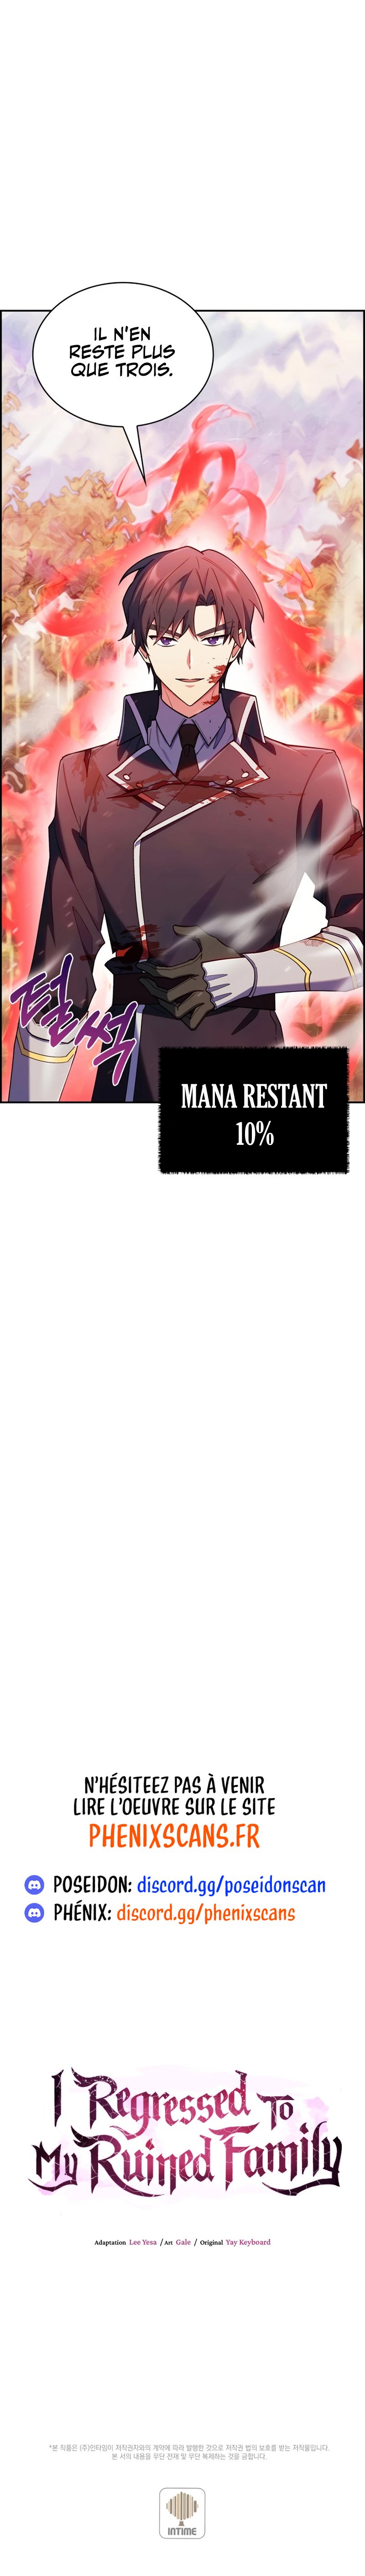 IL N'EN
RESTE PLUS
QUE TROIS.
털썩
MANA RESTANT
10%
N'HÉSITEEZ PAS À VENIR
LIRE L'OEUVRE SUR LE SITE
PHENIXSCANS.FR
POSEIDON: discord.gg/poseidonscan
PHÉNIX: discord.gg/phenixscans
I Regressed To
My Ruined Family
Adaptation Lee Yesa / Art Gale / Original Yay Keyboard
*본 작품은 (주)인타임이 저작권자와의 계약에 따라 발행한 것으로 저작권 법의 보호를 받는 저작물입니다.
본 서의 내용을 무단 전재 및 무단 복제하는 것을 금합니다.
INTIME